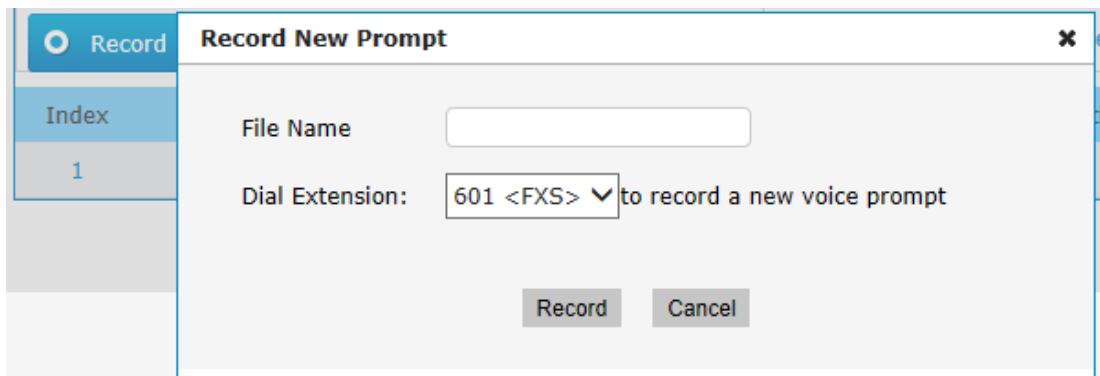 Record
Record New Prompt
Index
1
File Name
Dial Extension: 601 <FXS> to record a new voice prompt
Record Cancel